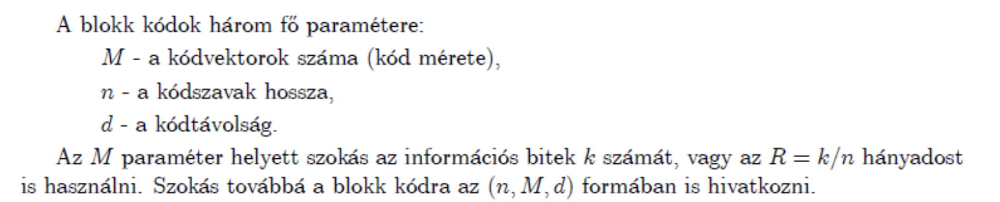 A blokk kódok három fő paramétere:
M - a kódvektorok száma (kód mérete),
n - a kódszavak hossza,
d - a kódtávolság.
Az M paraméter helyett szokás az információs bitek k számát, vagy az R = k/n hányadost
is használni. Szokás továbbá a blokk kódra az (n, M, d) formában is hivatkozni.